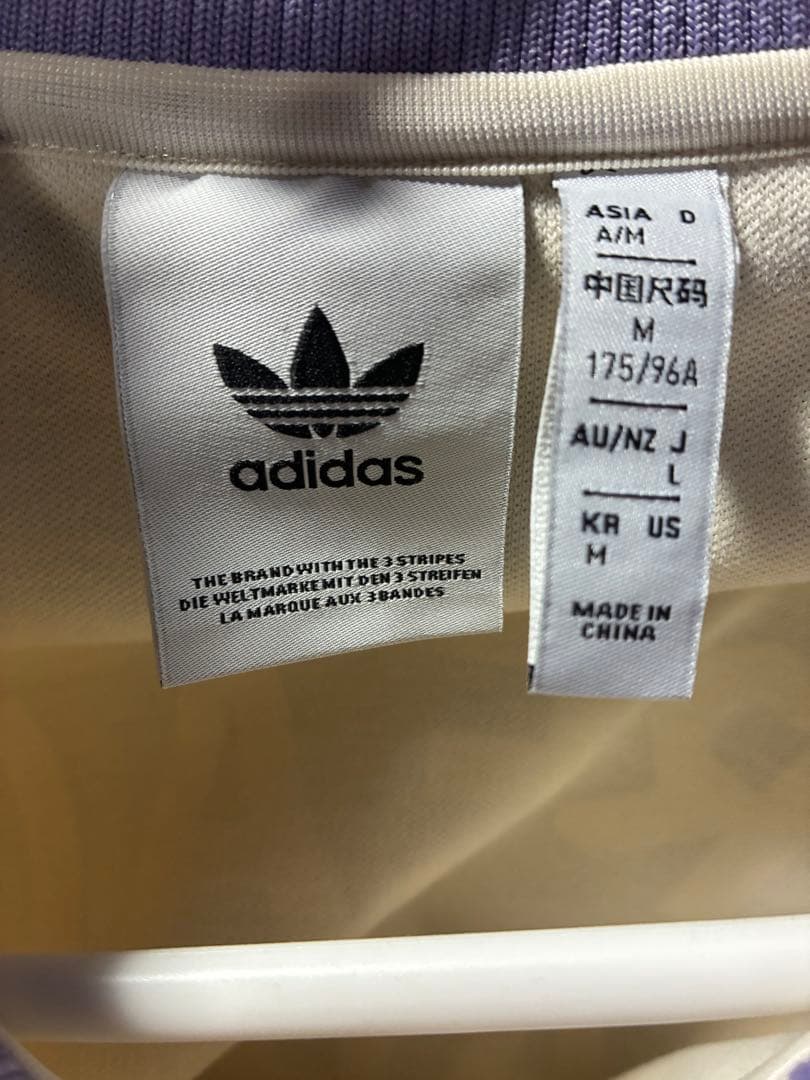 adidas
THE BRAND WITH THE 3 STRIPES
DIE WELTMARKE MIT DEN 3 STREIFEN
LA MARQUE AUX 3 BANDES
ASIA D
A/M
中国尺码
M
175/96A
AU/NZ J
L
KR US
M
MADE IN
CHINA